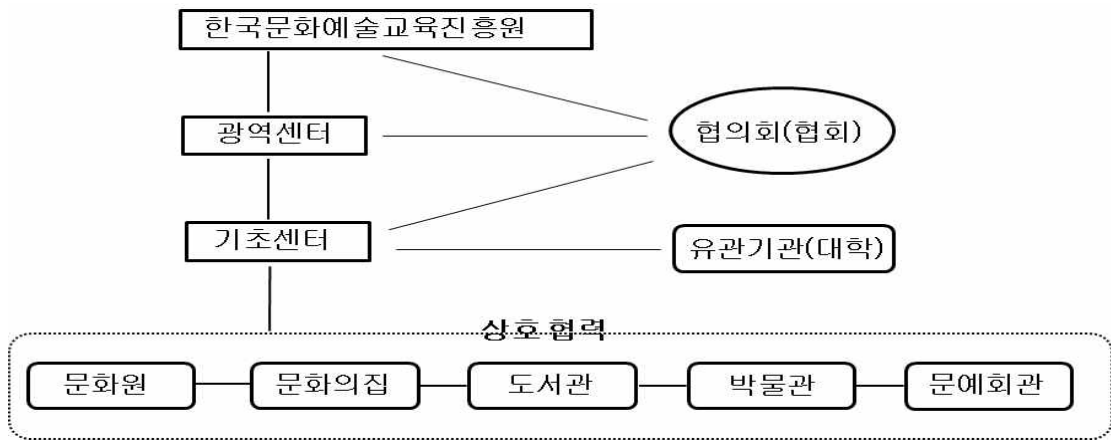 한국문화예술교육진흥원
광역센터
협의회(협회)
기초센터
유관기관(대학)
상호협력
문화원
문화의집
도서관
박물관
문예회관